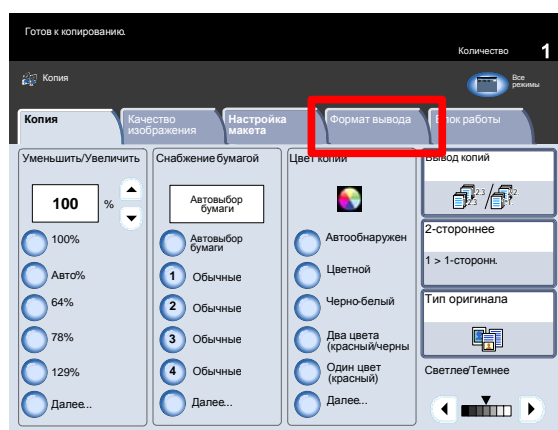 Готов к копированию.
Количество 1
Копия
Все
режимы
Копия
Качество
изображения
Настройка
макета
Формат вывода
Блок работы
Уменьшить/Увеличить
100 %
100%
Авто%
64%
78%
129%
Далее...
Снабжение бумагой
Автовыбор
бумаги
Автовыбор
бумаги
1 Обычные
2 Обычные
3 Обычные
4 Обычные
Далее...
Цвет копии
Автообнаружен
Цветной
Черно-белый
Два цвета
(красный/черны
Один цвет
(красный)
Далее...
Вывод копий
2-стороннее
1 > 1-сторонн.
Тип оригинала
Светлее/Темнее